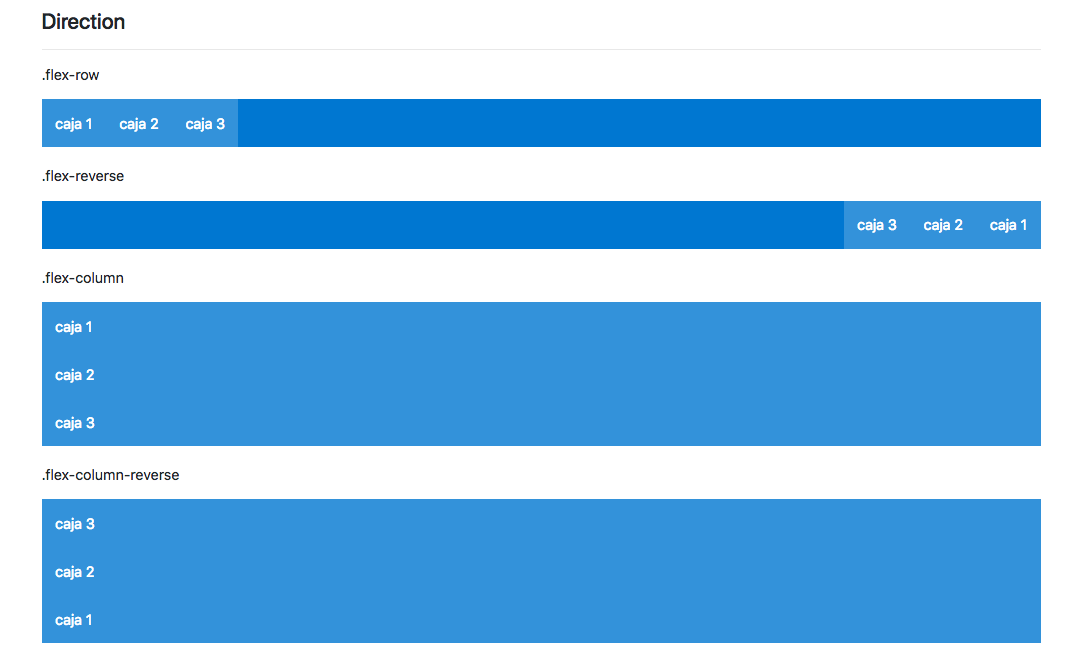 Direction
.flex-row
caja 1 caja 2 caja 3
.flex-reverse
caja 3 caja 2 caja 1
.flex-column
caja 1
caja 2
caja 3
.flex-column-reverse
caja 3
caja 2
caja 1